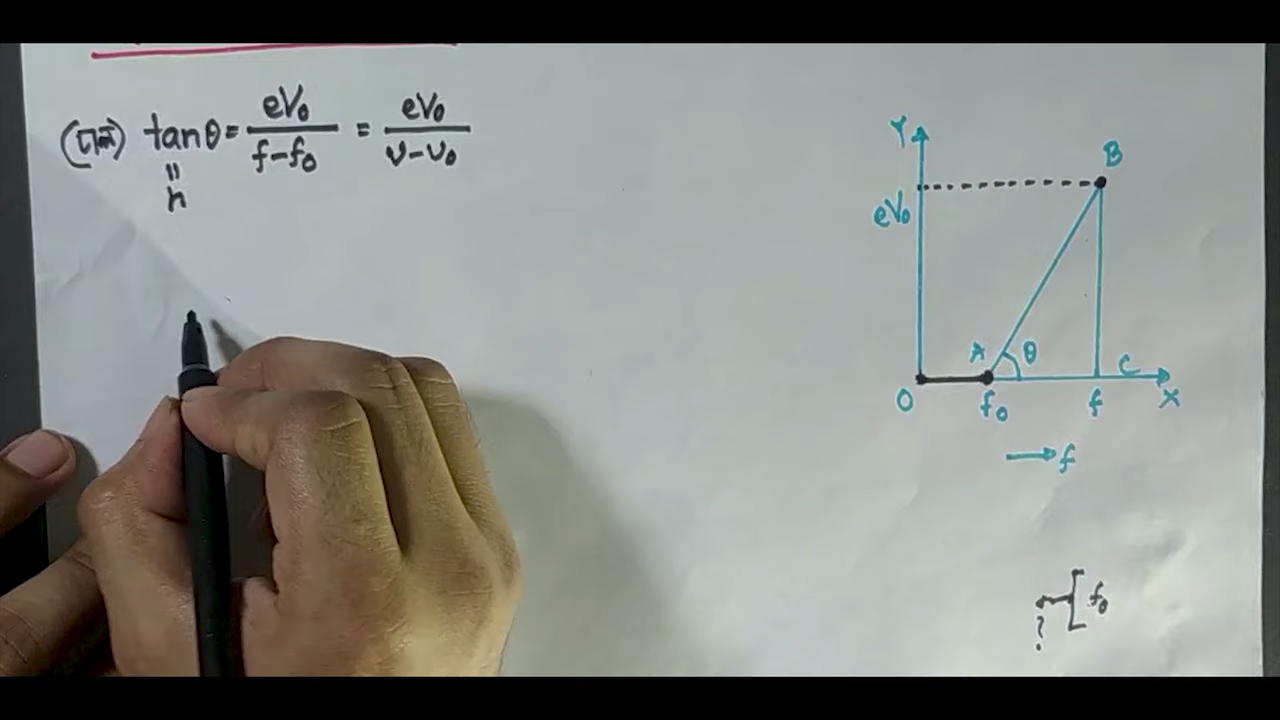 (ঢাল) tanθ = eV₀/(f-f₀) = eV₀/(ν-ν₀)
"
h
Y
B
eV₀
A θ C
O f₀ f X
→ f
[ f₀
?